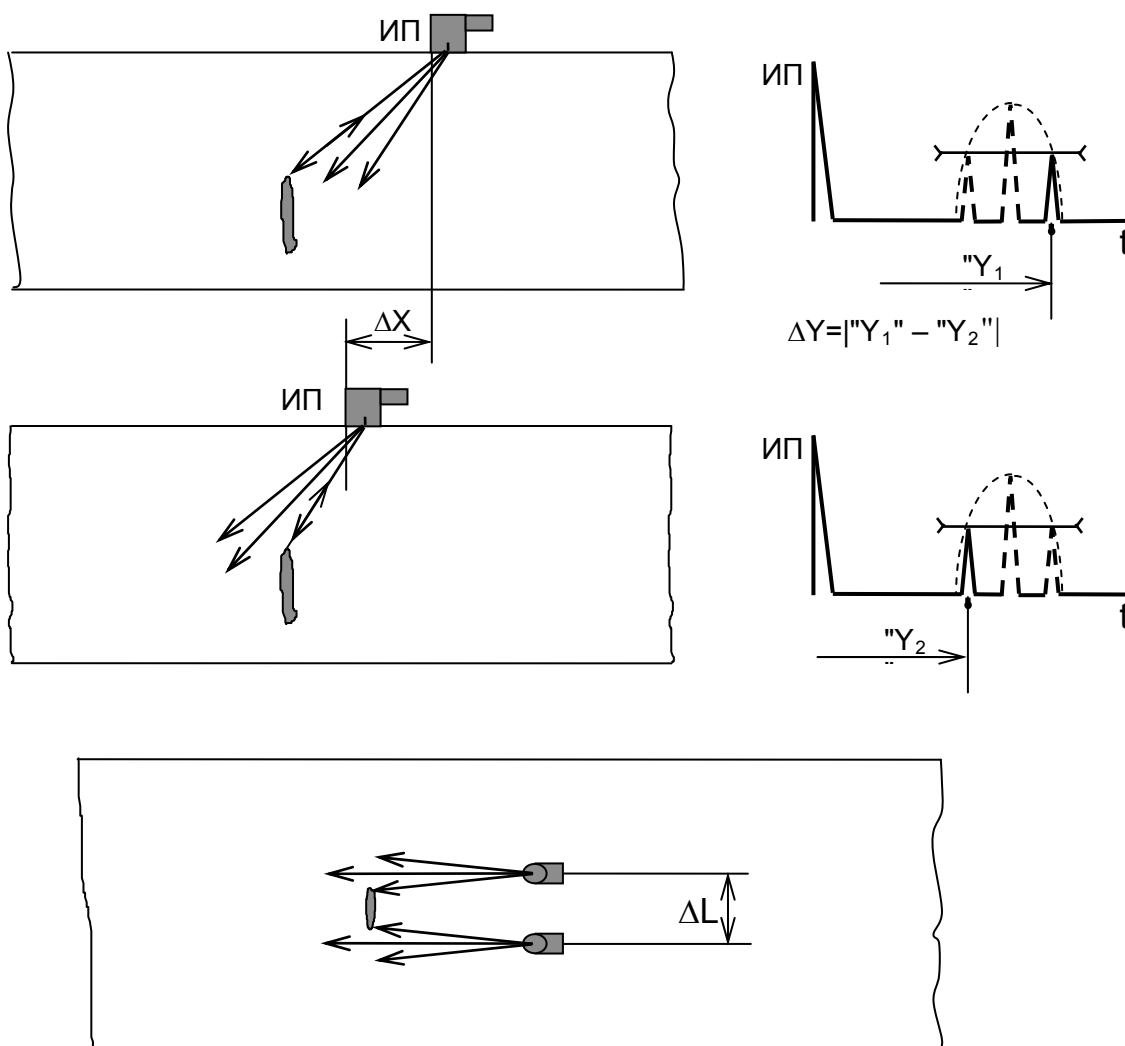 ИП
ИП
"Y₁
"
t
ΔX
ΔY=|"Y₁" – "Y₂"|
ИП
ИП
t
"Y₂
"
ΔL